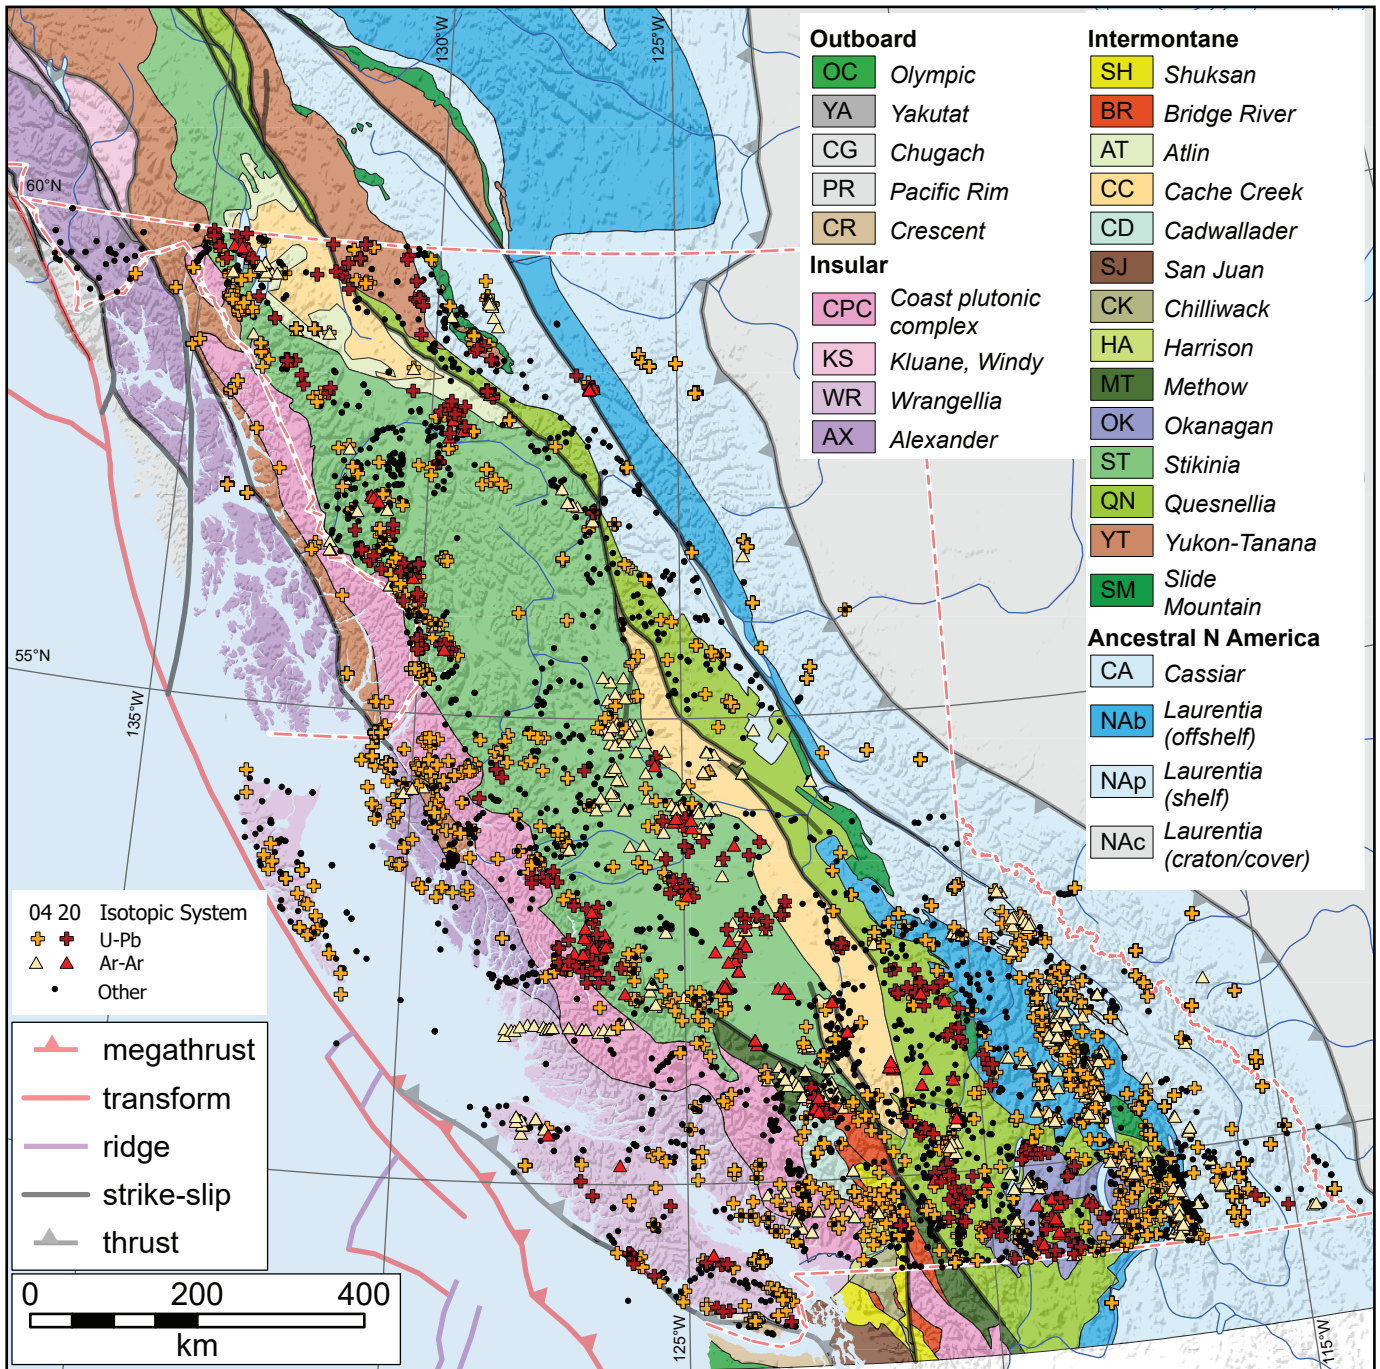 130°W
125°W
60°N
55°N
135°W
125°W
115°W
Outboard
OC Olympic
YA Yakutat
CG Chugach
PR Pacific Rim
CR Crescent
Insular
CPC Coast plutonic
complex
KS Kluane, Windy
WR Wrangellia
AX Alexander
Intermontane
SH Shuksan
BR Bridge River
AT Atlin
CC Cache Creek
CD Cadwallader
SJ San Juan
CK Chilliwack
HA Harrison
MT Methow
OK Okanagan
ST Stikinia
QN Quesnellia
YT Yukon-Tanana
SM Slide
Mountain
Ancestral N America
CA Cassiar
NAb Laurentia
(offshelf)
NAp Laurentia
(shelf)
NAc Laurentia
(craton/cover)
04 20 Isotopic System
U-Pb
Ar-Ar
Other
megathrust
transform
ridge
strike-slip
thrust
0 200 400
km